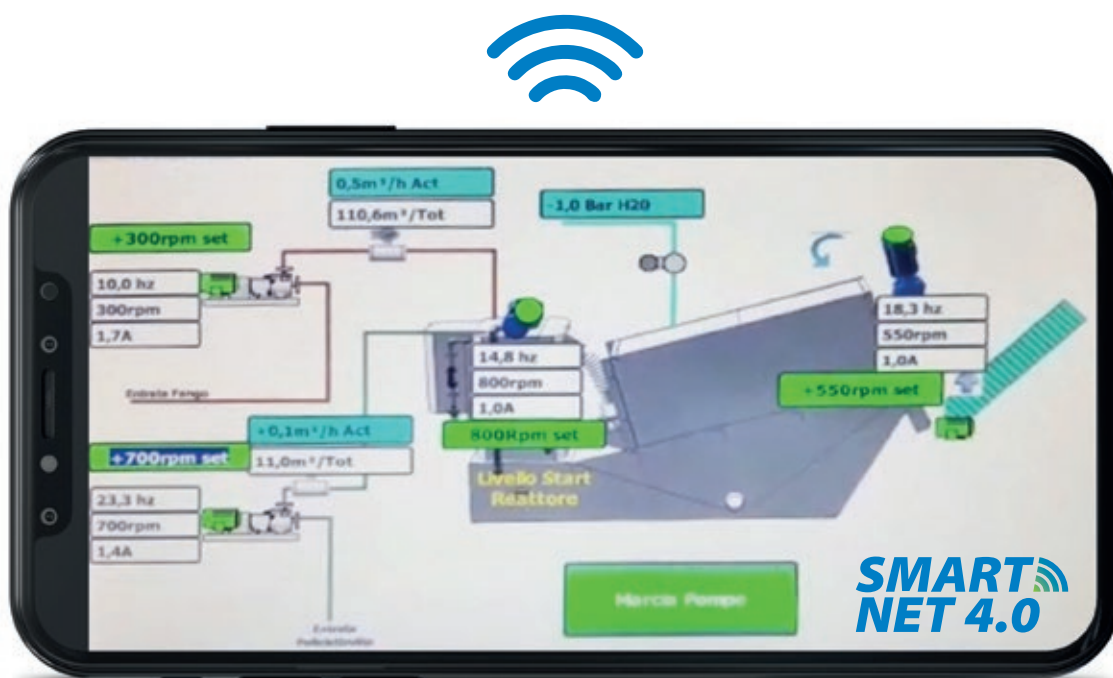 0,5m³/h Act
110,6m³/Tot
-1,0 Bar H20
+300rpm set
10,0 hz
300rpm
1,7A
Entrata Fango
14,8 hz
800rpm
1,0A
800Rpm set
18,3 hz
550rpm
1,0A
+550rpm set
+0,1m³/h Act
11,0m³/Tot
+700rpm set
23,3 hz
700rpm
1,4A
Livello Start
Reattore
Marcia Pompe
Entrata
Polielettrolita
SMART
NET 4.0